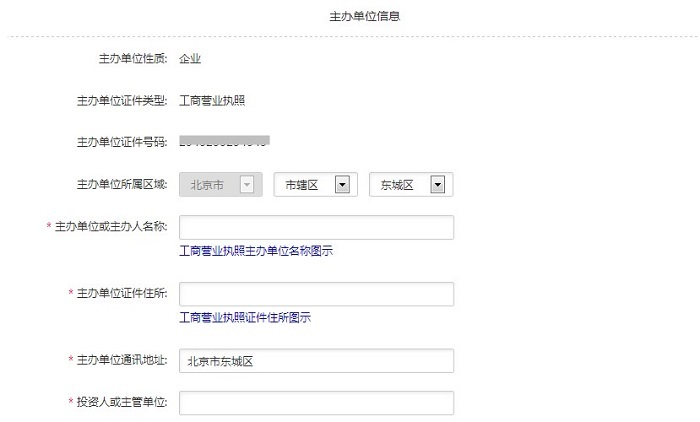 主办单位信息
主办单位性质: 企业
主办单位证件类型: 工商营业执照
主办单位证件号码:
主办单位所属区域: 北京市 市辖区 东城区
* 主办单位或主办人名称:
工商营业执照主办单位名称图示
* 主办单位证件住所:
工商营业执照证件住所图示
* 主办单位通讯地址: 北京市东城区
* 投资人或主管单位: